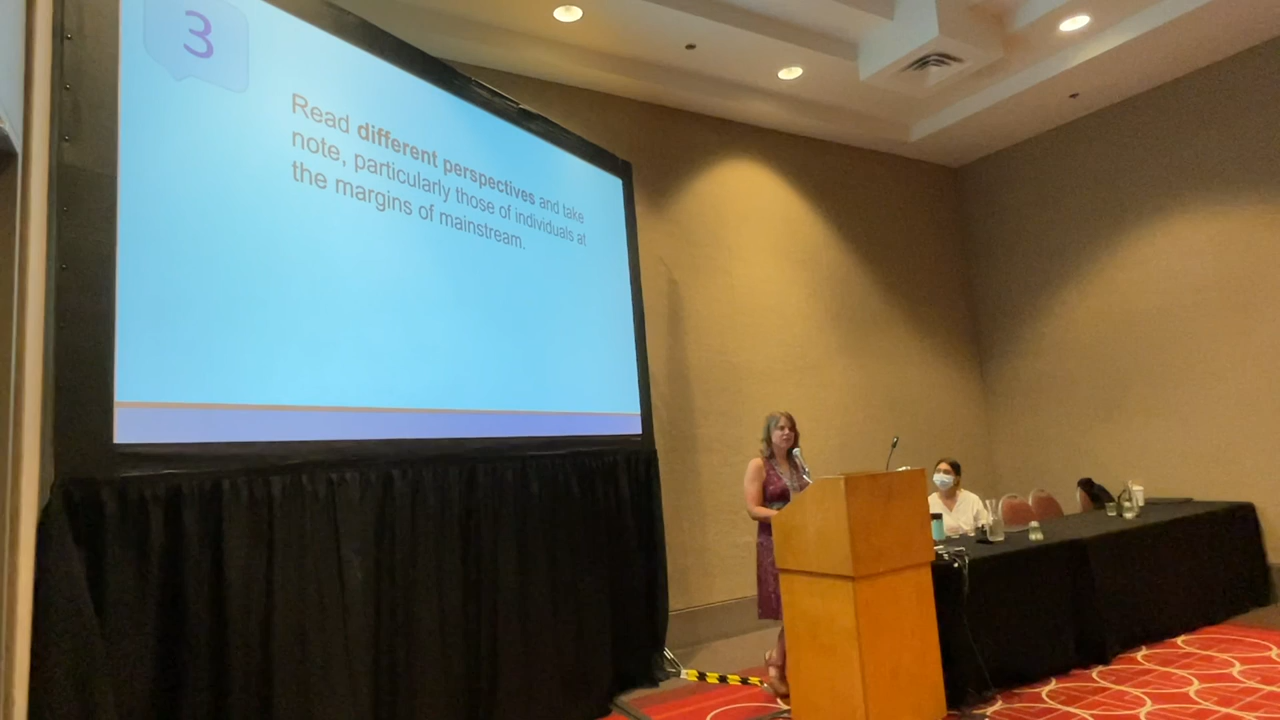 3
Read different perspectives and take
note, particularly those of individuals at
the margins of mainstream.